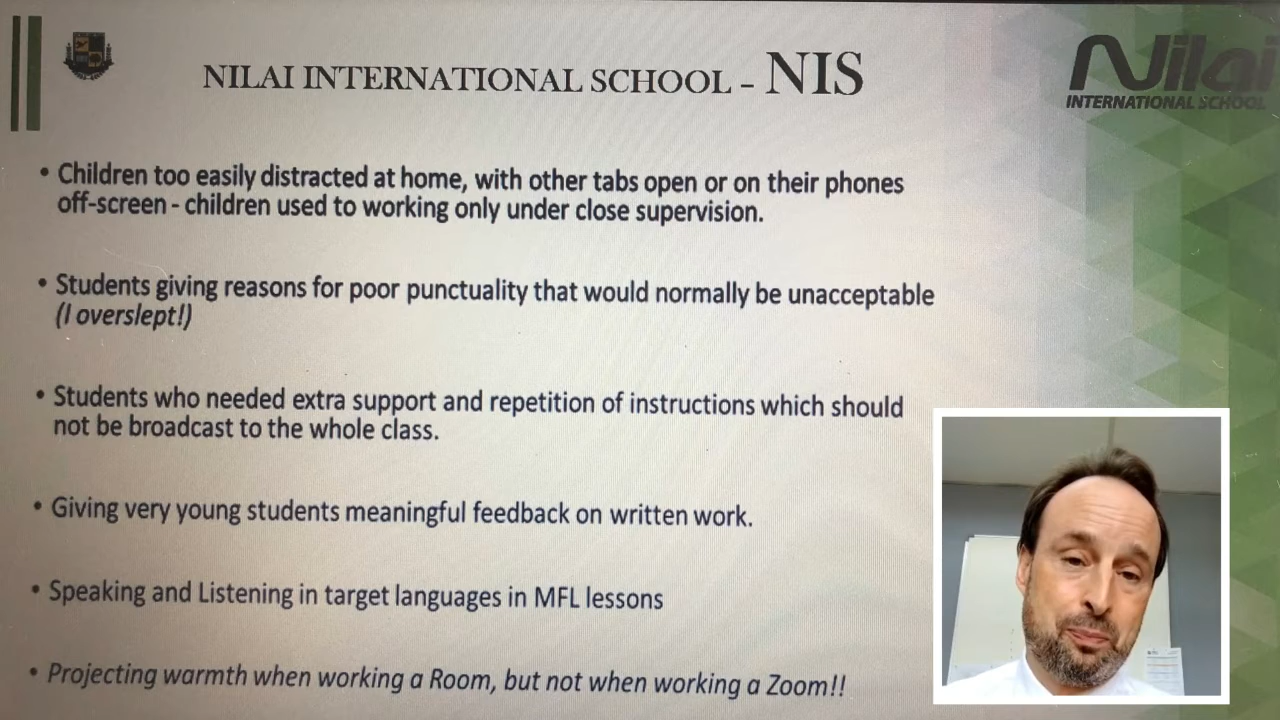 NILAI INTERNATIONAL SCHOOL - NIS
Nilai
INTERNATIONAL SCHOOL
• Children too easily distracted at home, with other tabs open or on their phones
off-screen - children used to working only under close supervision.
• Students giving reasons for poor punctuality that would normally be unacceptable
(I overslept!)
• Students who needed extra support and repetition of instructions which should
not be broadcast to the whole class.
• Giving very young students meaningful feedback on written work.
• Speaking and Listening in target languages in MFL lessons
• Projecting warmth when working a Room, but not when working a Zoom!!